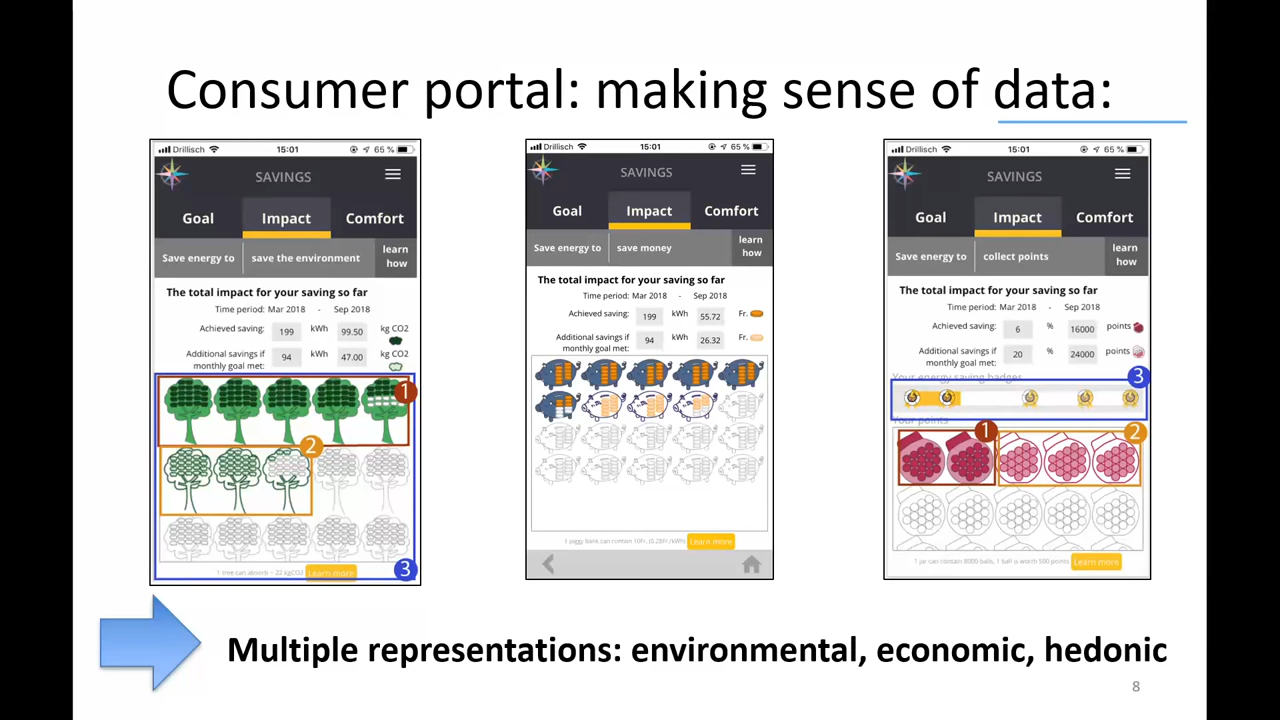 Consumer portal: making sense of data:
Drillisch 15:01 65 %
SAVINGS
Goal Impact Comfort
Save energy to save the environment learn how
The total impact for your saving so far
Time period: Mar 2018 - Sep 2018
Achieved saving: 199 kWh 99.50 kg CO2
Additional savings if monthly goal met: 94 kWh 47.00 kg CO2
1
2
1 tree can absorb ~ 22 kgCO2 Learn more
3
Drillisch 15:01 65 %
SAVINGS
Goal Impact Comfort
Save energy to save money learn how
The total impact for your saving so far
Time period: Mar 2018 - Sep 2018
Achieved saving: 199 kWh 55.72 Fr.
Additional savings if monthly goal met: 94 kWh 26.32 Fr.
1 piggy bank can contain 10Fr. (0.28Fr./kWh) Learn more
Drillisch 15:01 65 %
SAVINGS
Goal Impact Comfort
Save energy to collect points learn how
The total impact for your saving so far
Time period: Mar 2018 - Sep 2018
Achieved saving: 6 % 16000 points
Additional savings if monthly goal met: 20 % 24000 points
Your energy saving badges
3
Your points
1
2
1 jar can contain 8000 balls, 1 ball is worth 500 points Learn more
Multiple representations: environmental, economic, hedonic
8